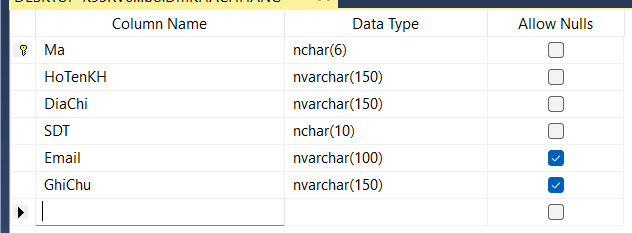 Column Name Data Type Allow Nulls
Ma nchar(6)
HoTenKH nvarchar(150)
DiaChi nvarchar(150)
SDT nchar(10)
Email nvarchar(100)
GhiChu nvarchar(150)